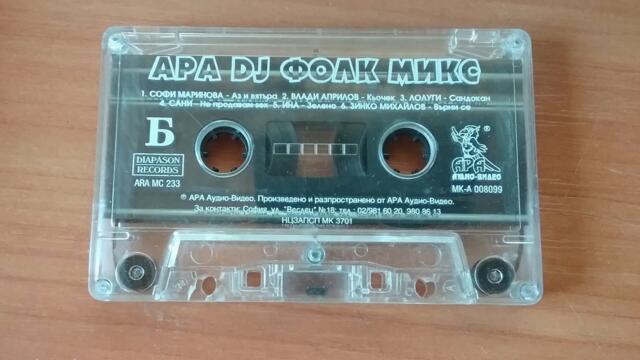 АРА DJ ФОЛК МИКС
1. СОФИ МАРИНОВА - Аз и вятъра 2. ВЛАДИ АПРИЛОВ - Кючек 3. ЛОЛУГИ - Сандокан
4. САНИ - Не продавам sex 5. ИНА - Зелено 6. ЗИНКО МИХАЙЛОВ - Върни се
Б
DIAPASON
RECORDS
ARA MC 233
®
АРА
АУДИО-ВИДЕО
MK-A 008099
℗ АРА Аудио-Видео. Произведено и разпространено от АРА Аудио-Видео.
За контакти: София, ул. "Веслец" №18; тел.: 02/981 60 20, 980 86 13
НЦЗАПСП МК 3701